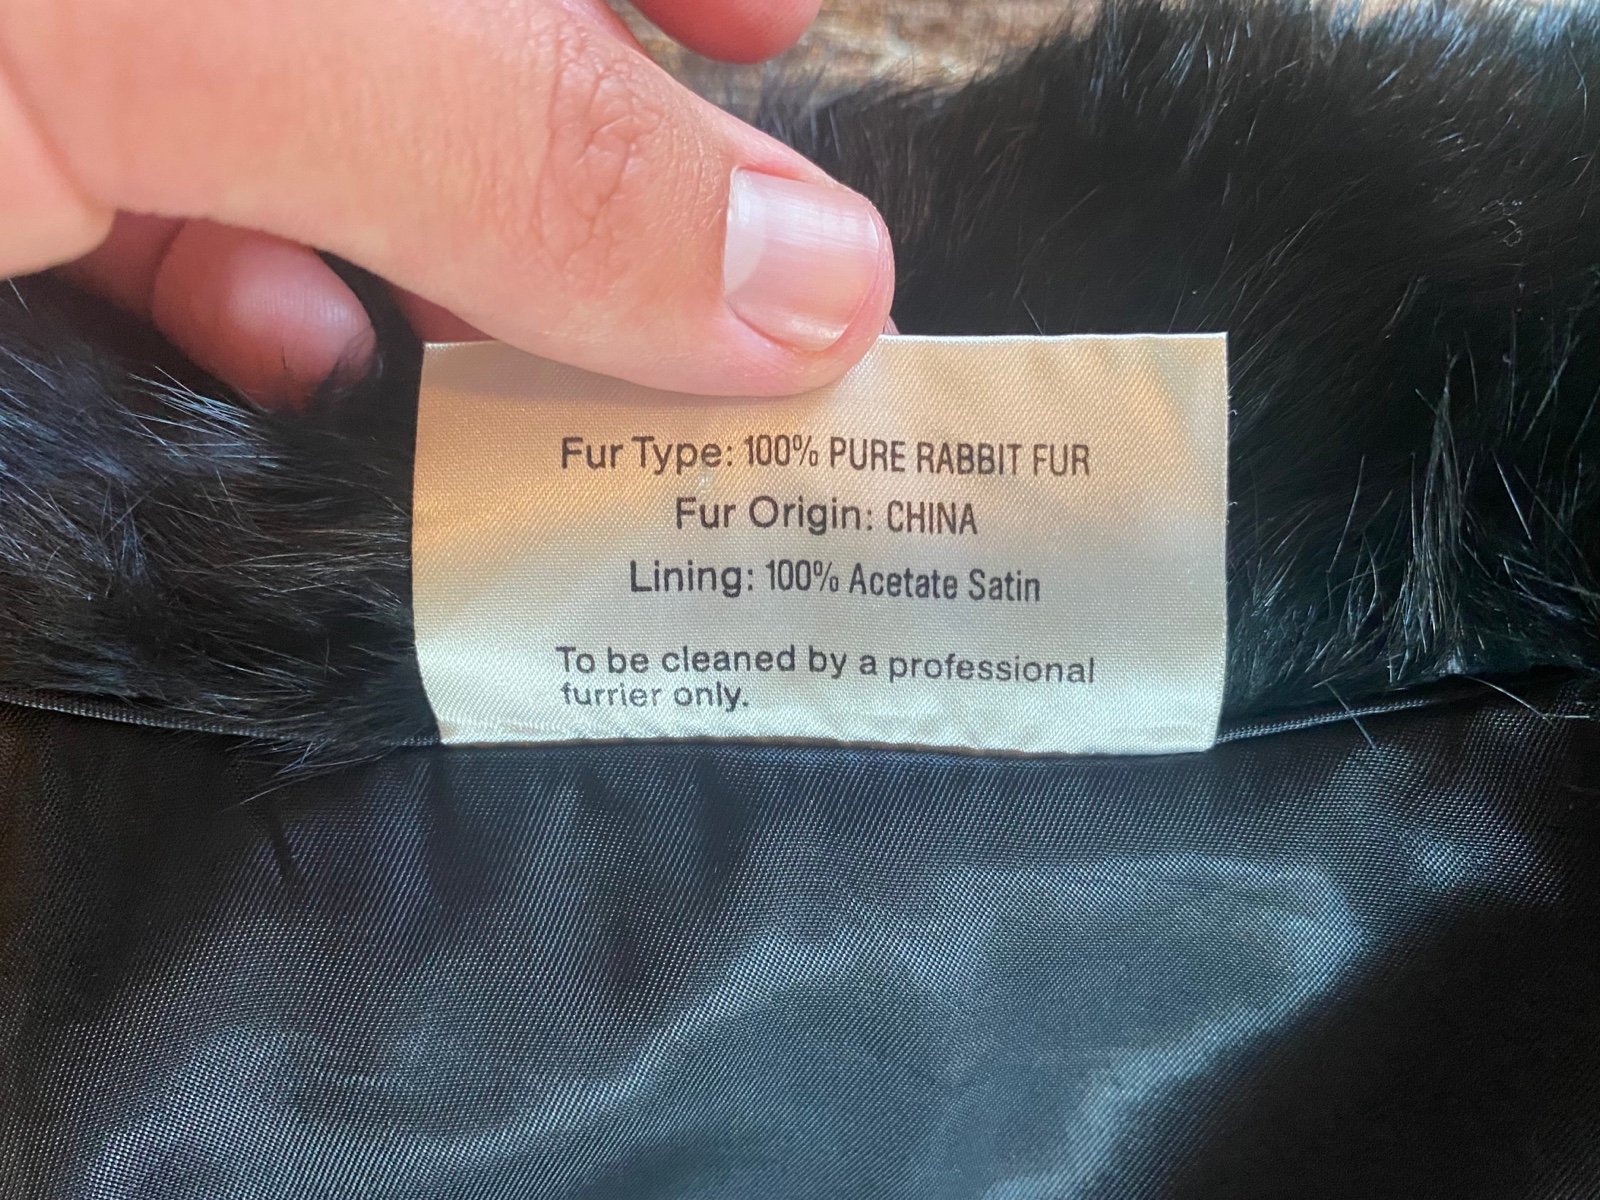 Fur Type: 100% PURE RABBIT FUR
Fur Origin: CHINA
Lining: 100% Acetate Satin
To be cleaned by a professional
furrier only.